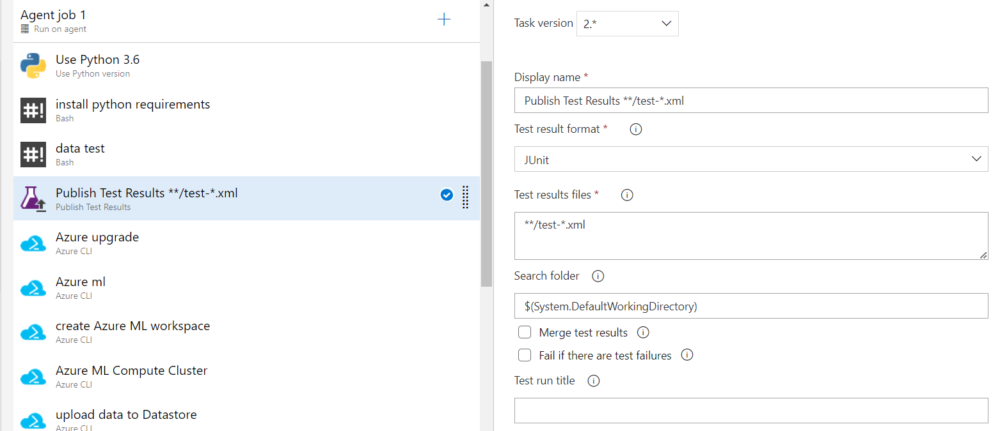 Agent job 1
Run on agent
Use Python 3.6
Use Python version
install python requirements
Bash
data test
Bash
Publish Test Results **/test-*.xml
Publish Test Results
Azure upgrade
Azure CLI
Azure ml
Azure CLI
create Azure ML workspace
Azure CLI
Azure ML Compute Cluster
Azure CLI
upload data to Datastore
Azure CLI
Task version
2.*
Display name *
Publish Test Results **/test-*.xml
Test result format *
JUnit
Test results files *
**/test-*.xml
Search folder
$(System.DefaultWorkingDirectory)
Merge test results
Fail if there are test failures
Test run title